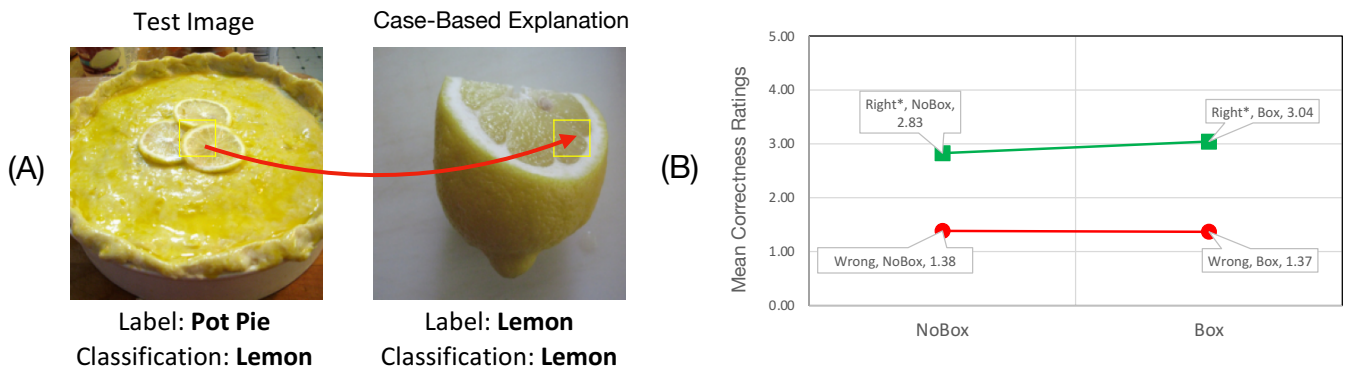 (A)
Test Image
Case-Based Explanation
Label: Pot Pie
Classification: Lemon
Label: Lemon
Classification: Lemon
(B)
Mean Correctness Ratings
5.00
4.00
3.00
2.00
1.00
0.00
Right*, NoBox,
2.83
Right*, Box, 3.04
Wrong, NoBox, 1.38
Wrong, Box, 1.37
NoBox
Box